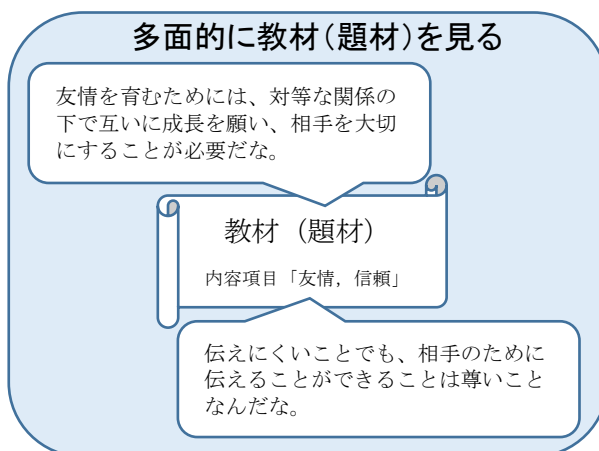 多面的に教材(題材)を見る
友情を育むためには、対等な関係の
下で互いに成長を願い、相手を大切
にすることが必要だな。
教材(題材)
内容項目「友情，信頼」
伝えにくいことでも、相手のために
伝えることができることは尊いこと
なんだな。